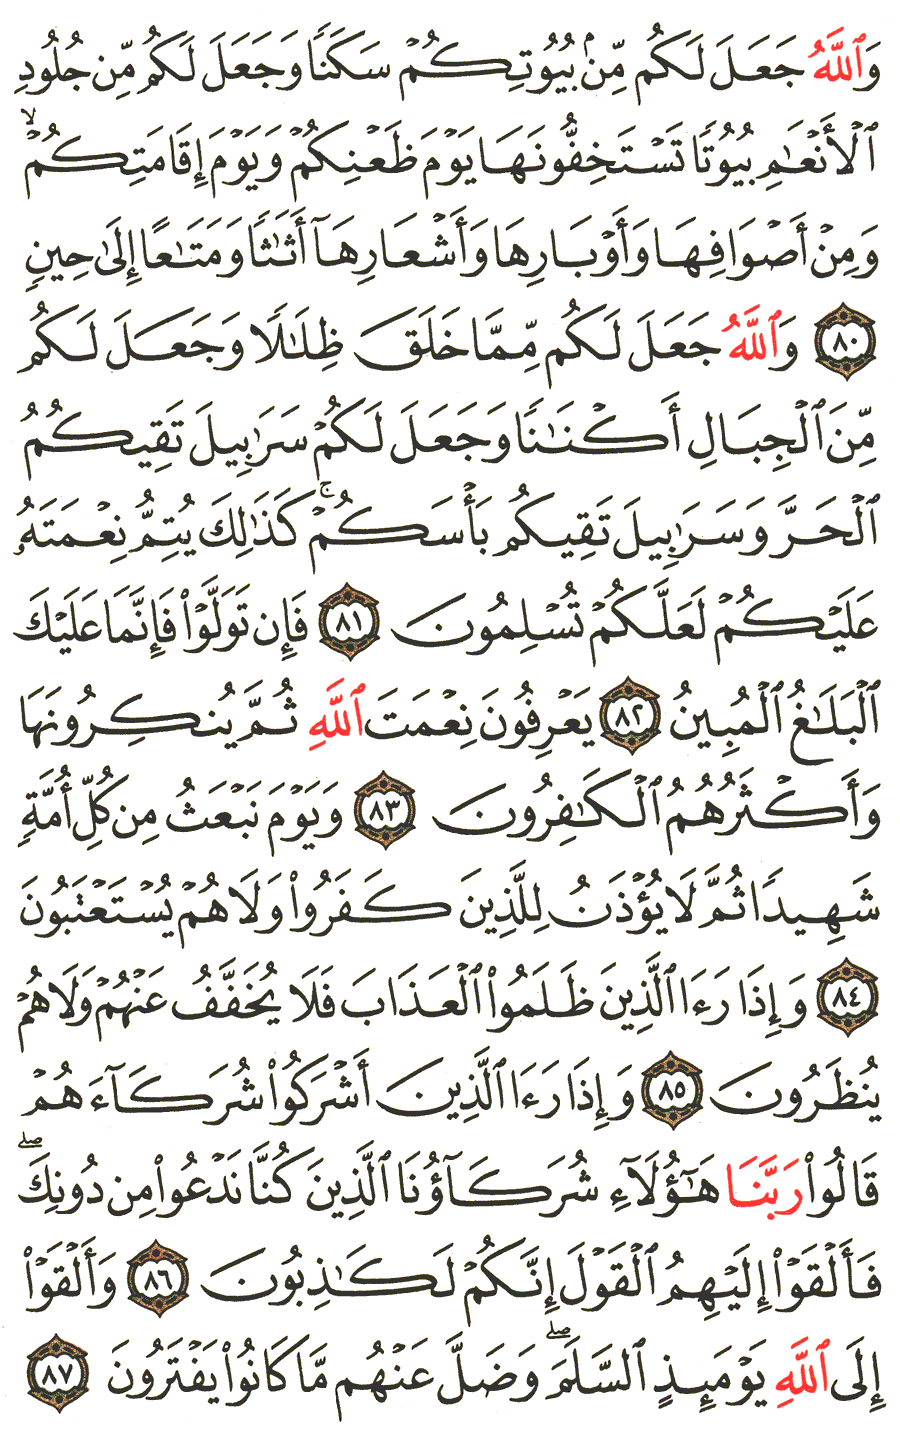 وَٱللَّهُ جَعَلَ لَكُم مِّنۢ بُيُوتِكُمْ سَكَنًا وَجَعَلَ لَكُم مِّن جُلُودِ
ٱلْأَنْعَٰمِ بُيُوتًا تَسْتَخِفُّونَهَا يَوْمَ ظَعْنِكُمْ وَيَوْمَ إِقَامَتِكُمْ ۙ
وَمِنْ أَصْوَافِهَا وَأَوْبَارِهَا وَأَشْعَارِهَآ أَثَٰثًا وَمَتَٰعًا إِلَىٰ حِينٍ
٨٠ وَٱللَّهُ جَعَلَ لَكُم مِّمَّا خَلَقَ ظِلَٰلًا وَجَعَلَ لَكُم
مِّنَ ٱلْجِبَالِ أَكْنَٰنًا وَجَعَلَ لَكُمْ سَرَٰبِيلَ تَقِيكُمُ
ٱلْحَرَّ وَسَرَٰبِيلَ تَقِيكُم بَأْسَكُمْ ۚ كَذَٰلِكَ يُتِمُّ نِعْمَتَهُۥ
عَلَيْكُمْ لَعَلَّكُمْ تُسْلِمُونَ ٨١ فَإِن تَوَلَّوْا۟ فَإِنَّمَا عَلَيْكَ
ٱلْبَلَٰغُ ٱلْمُبِينُ ٨٢ يَعْرِفُونَ نِعْمَتَ ٱللَّهِ ثُمَّ يُنكِرُونَهَا
وَأَكْثَرُهُمُ ٱلْكَٰفِرُونَ ٨٣ وَيَوْمَ نَبْعَثُ مِن كُلِّ أُمَّةٍ
شَهِيدًا ثُمَّ لَا يُؤْذَنُ لِلَّذِينَ كَفَرُوا۟ وَلَا هُمْ يُسْتَعْتَبُونَ
٨٤ وَإِذَا رَءَا ٱلَّذِينَ ظَلَمُوا۟ ٱلْعَذَابَ فَلَا يُخَفَّفُ عَنْهُمْ وَلَا هُمْ
يُنظَرُونَ ٨٥ وَإِذَا رَءَا ٱلَّذِينَ أَشْرَكُوا۟ شُرَكَآءَهُمْ
قَالُوا۟ رَبَّنَا هَٰٓؤُلَآءِ شُرَكَآؤُنَا ٱلَّذِينَ كُنَّا نَدْعُوا۟ مِن دُونِكَ ۖ
فَأَلْقَوْا۟ إِلَيْهِمُ ٱلْقَوْلَ إِنَّكُمْ لَكَٰذِبُونَ ٨٦ وَأَلْقَوْا۟
إِلَى ٱللَّهِ يَوْمَئِذٍ ٱلسَّلَمَ ۖ وَضَلَّ عَنْهُم مَّا كَانُوا۟ يَفْتَرُونَ ٨٧